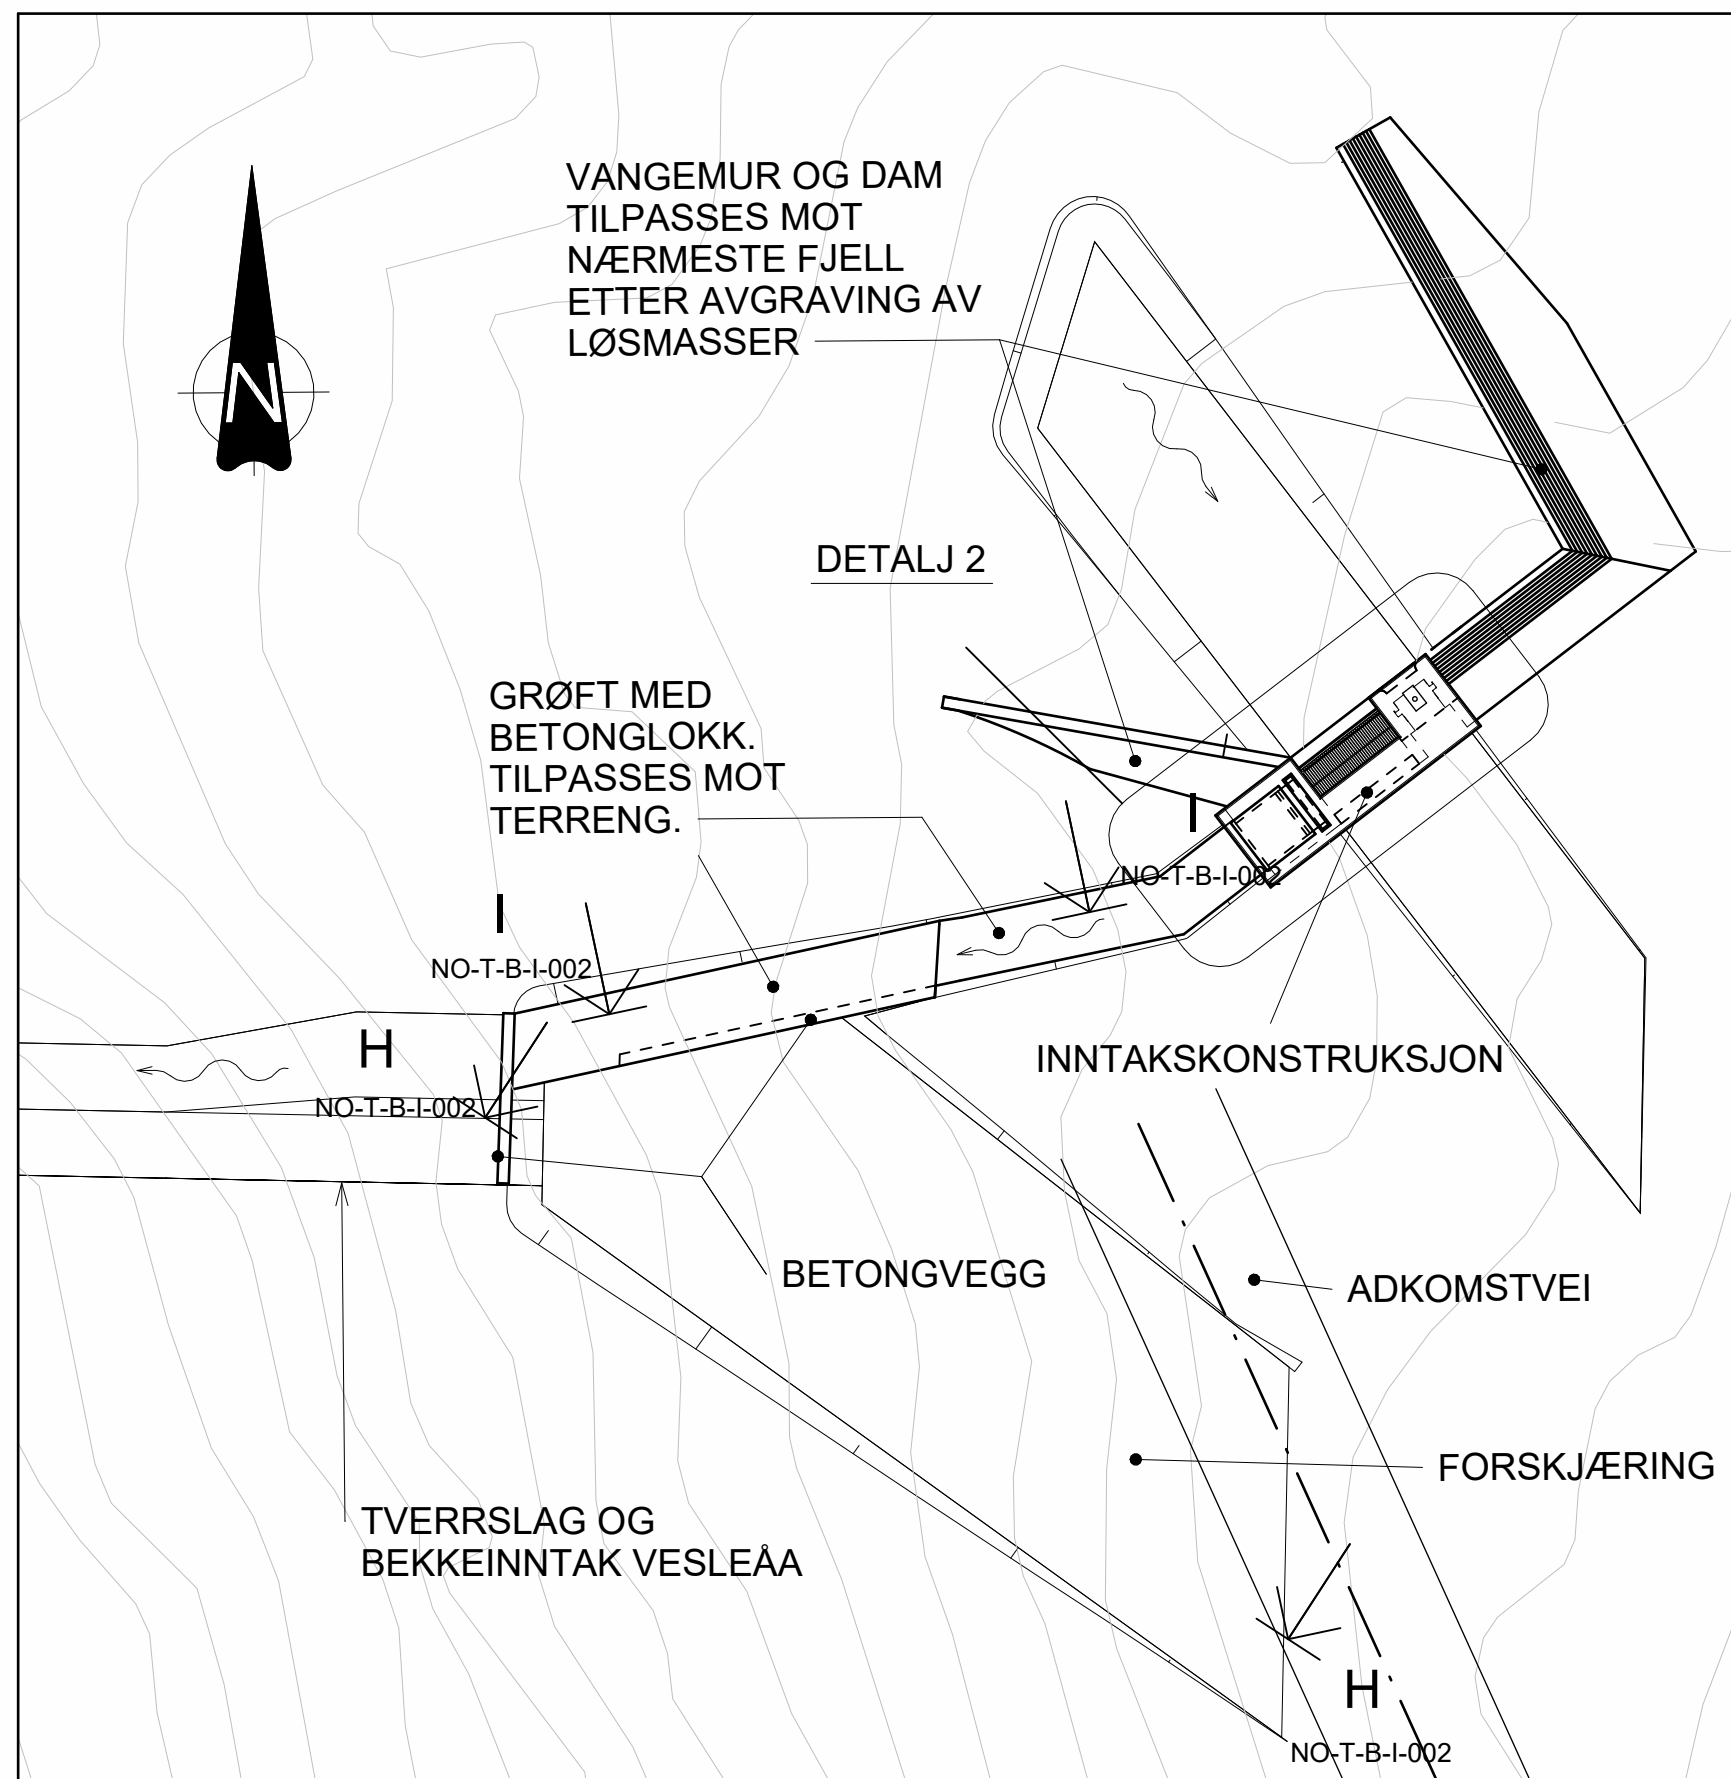 VANGEMUR OG DAM
TILPASSES MOT
NÆRMESTE FJELL
ETTER AVGRAVING AV
LØSMASSER
N
DETALJ 2
GRØFT MED
BETONGLOKK.
TILPASSES MOT
TERRENG.
I
NO-T-B-I-002
I
NO-T-B-I-002
H
NO-T-B-I-002
INNTAKSKONSTRUKSJON
BETONGVEGG
ADKOMSTVEI
FORSKJÆRING
TVERRSLAG OG
BEKKEINNTAK VESLEÅA
H
NO-T-B-I-002